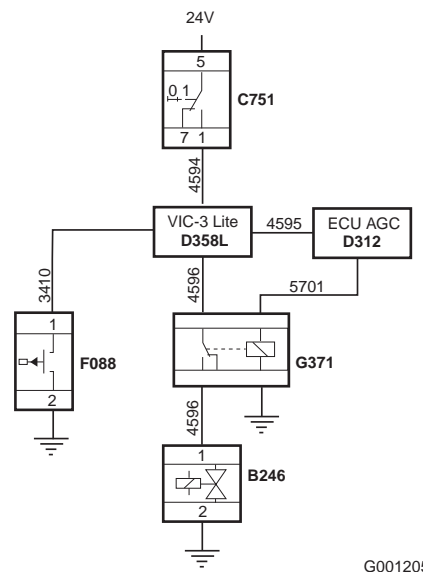 24V
5
0 1
C751
7 1
4594
VIC-3 Lite
D358L
4595
ECU AGC
D312
3410
4596
5701
1
F088
2
G371
4596
1
B246
2
G001205